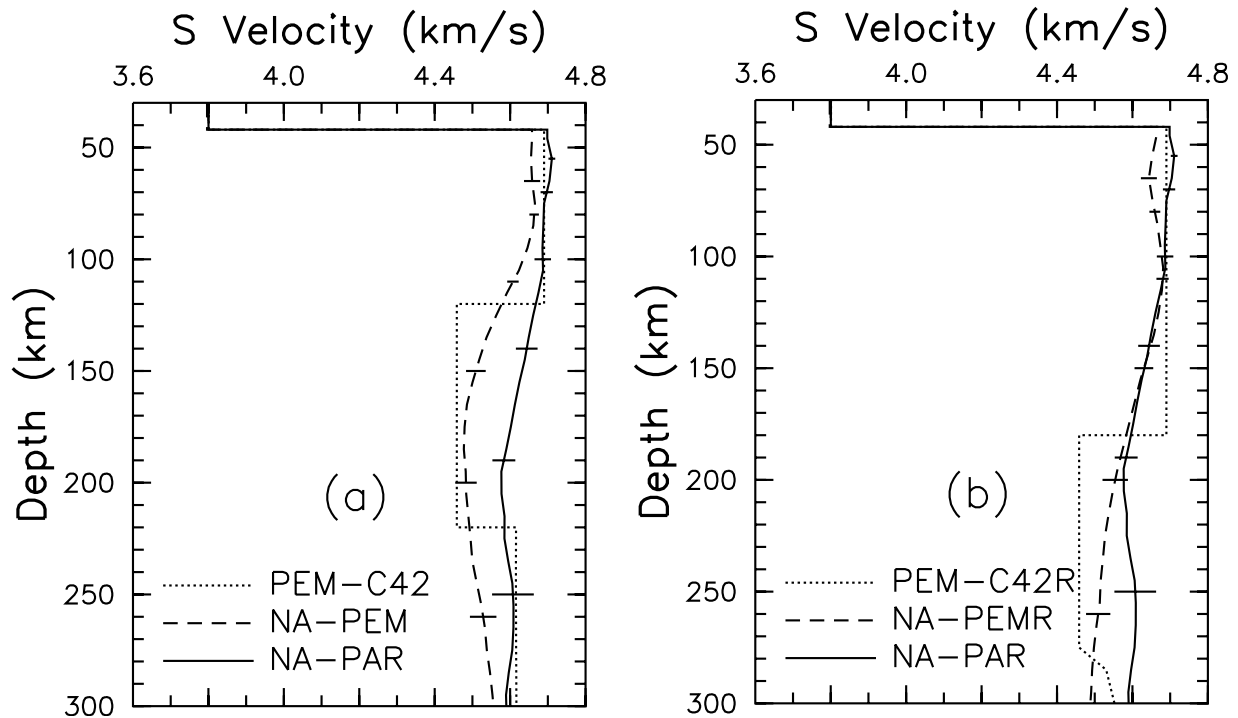 S Velocity (km/s)
3.6 4.0 4.4 4.8
50
100
150
200
250
300
Depth (km)
(a)
PEM-C42
NA-PEM
NA-PAR
S Velocity (km/s)
3.6 4.0 4.4 4.8
50
100
150
200
250
300
Depth (km)
(b)
PEM-C42R
NA-PEMR
NA-PAR